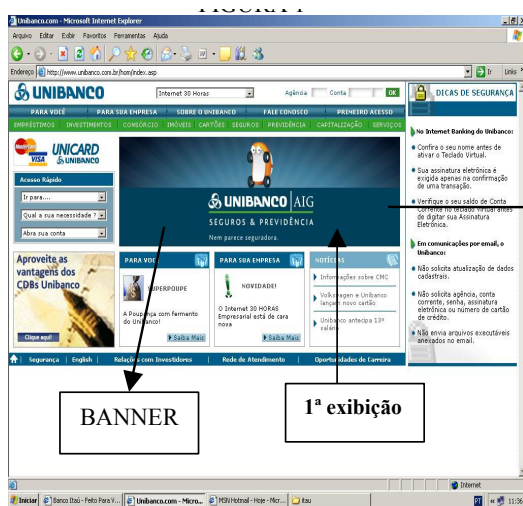 FIGURA 1
Unibanco.com - Microsoft Internet Explorer
Arquivo Editar Exibir Favoritos Ferramentas Ajuda
Endereço http://www.unibanco.com.br/hom/index.asp Ir Links
UNIBANCO Internet 30 Horas Agência Conta OK
PARA VOCÊ PARA SUA EMPRESA SOBRE O UNIBANCO FALE CONOSCO PRIMEIRO ACESSO
EMPRÉSTIMOS INVESTIMENTOS CONSÓRCIO IMÓVEIS CARTÕES SEGUROS PREVIDÊNCIA CAPITALIZAÇÃO SERVIÇOS
MasterCard
VISA
UNICARD
UNIBANCO
Acesso Rápido
Ir para....
Qual a sua necessidade ?
Abra sua conta
UNIBANCO AIG
SEGUROS & PREVIDÊNCIA
Nem parece seguradora.
Aproveite as
vantagens dos
CDBs Unibanco
Clique aqui!
PARA VOCÊ
SUPERPOUPE
A Poupança com fermento
do Unibanco!
Saiba Mais
PARA SUA EMPRESA
NOVIDADE!
O Internet 30 HORAS
Empresarial está de cara
nova
Saiba Mais
NOTÍCIAS
Informações sobre CMC
Volkswagen e Unibanco
lançam novo cartão
Unibanco antecipa 13º
salário
Segurança | English | Relações com Investidores | Rede de Atendimento | Oportunidades de Carreira
DICAS DE SEGURANÇA
No Internet Banking do Unibanco:
Confira o seu nome antes de
ativar o Teclado Virtual.
Sua assinatura eletrônica é
exigida apenas na confirmação
de uma transação.
Verifique o seu saldo de Conta
Corrente no teclado virtual antes
de digitar sua Assinatura
Eletrônica.
Em comunicações por email, o
Unibanco:
Não solicita atualização de dados
cadastrais.
Não solicita agência, conta
corrente, senha, assinatura
eletrônica ou número de cartão
de crédito.
Não envia arquivos executáveis
anexados no email.
BANNER
1ª exibição
Internet
Iniciar Banco Itaú - Feito Para V... Unibanco.com - Micro... MSN Hotmail - Hoje - Micr... itau PT 11:36